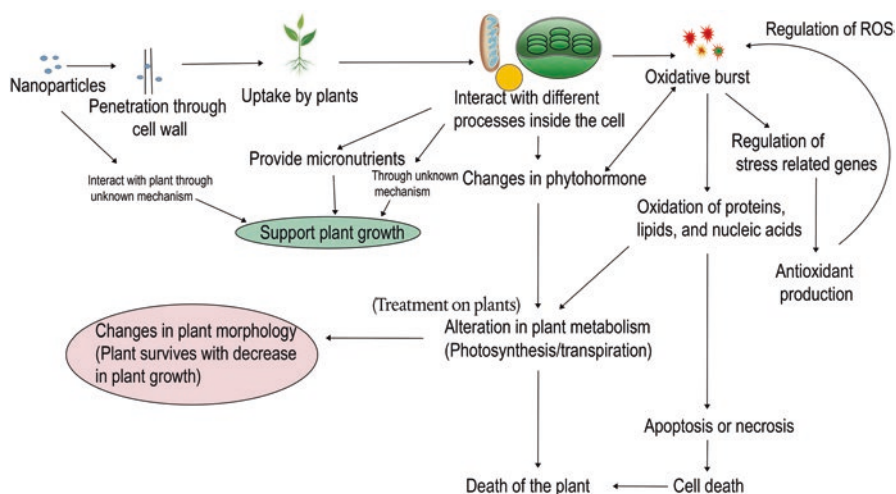 Regulation of ROS
Nanoparticles
Penetration through
cell wall
Uptake by plants
Interact with different
processes inside the cell
Oxidative burst
Regulation of
stress related genes
Provide micronutrients
Interact with plant through
unknown mechanism
Through unknown
mechanism
Changes in phytohormone
Support plant growth
Oxidation of proteins,
lipids, and nucleic acids
Antioxidant
production
(Treatment on plants)
Alteration in plant metabolism
(Photosynthesis/transpiration)
Changes in plant morphology
(Plant survives with decrease
in plant growth)
Apoptosis or necrosis
Death of the plant
Cell death